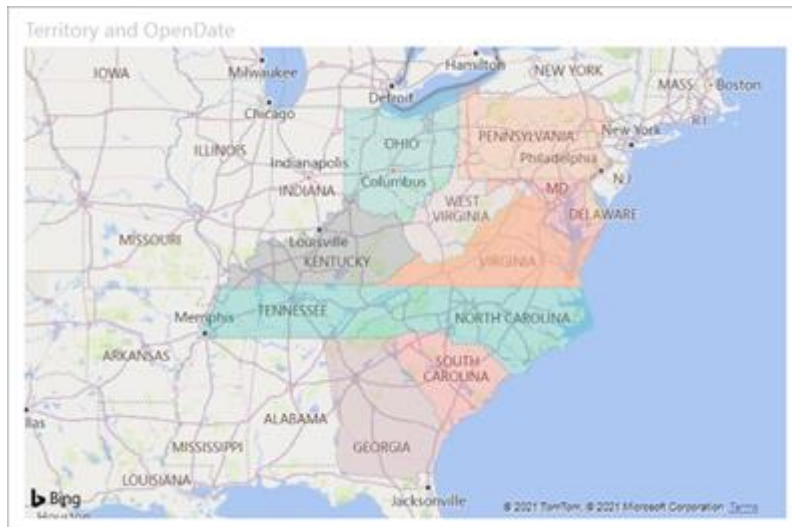 Territory and OpenDate
IOWA
Milwaukee
Hamilton
NEW YORK
MASS
Boston
Detroit
Chicago
R I
ILLINOIS
OHIO
PENNSYLVANIA
New York
Indianapolis
Philadelphia
Columbus
N J
INDIANA
MD
WEST
VIRGINIA
DELAWARE
MISSOURI
Louisville
KENTUCKY
VIRGINIA
TENNESSEE
Memphis
NORTH CAROLINA
ARKANSAS
SOUTH
CAROLINA
las
ALABAMA
MISSISSIPPI
GEORGIA
LOUISIANA
Bing
Jacksonville
© 2021 TomTom, © 2021 Microsoft Corporation Terms
Houston